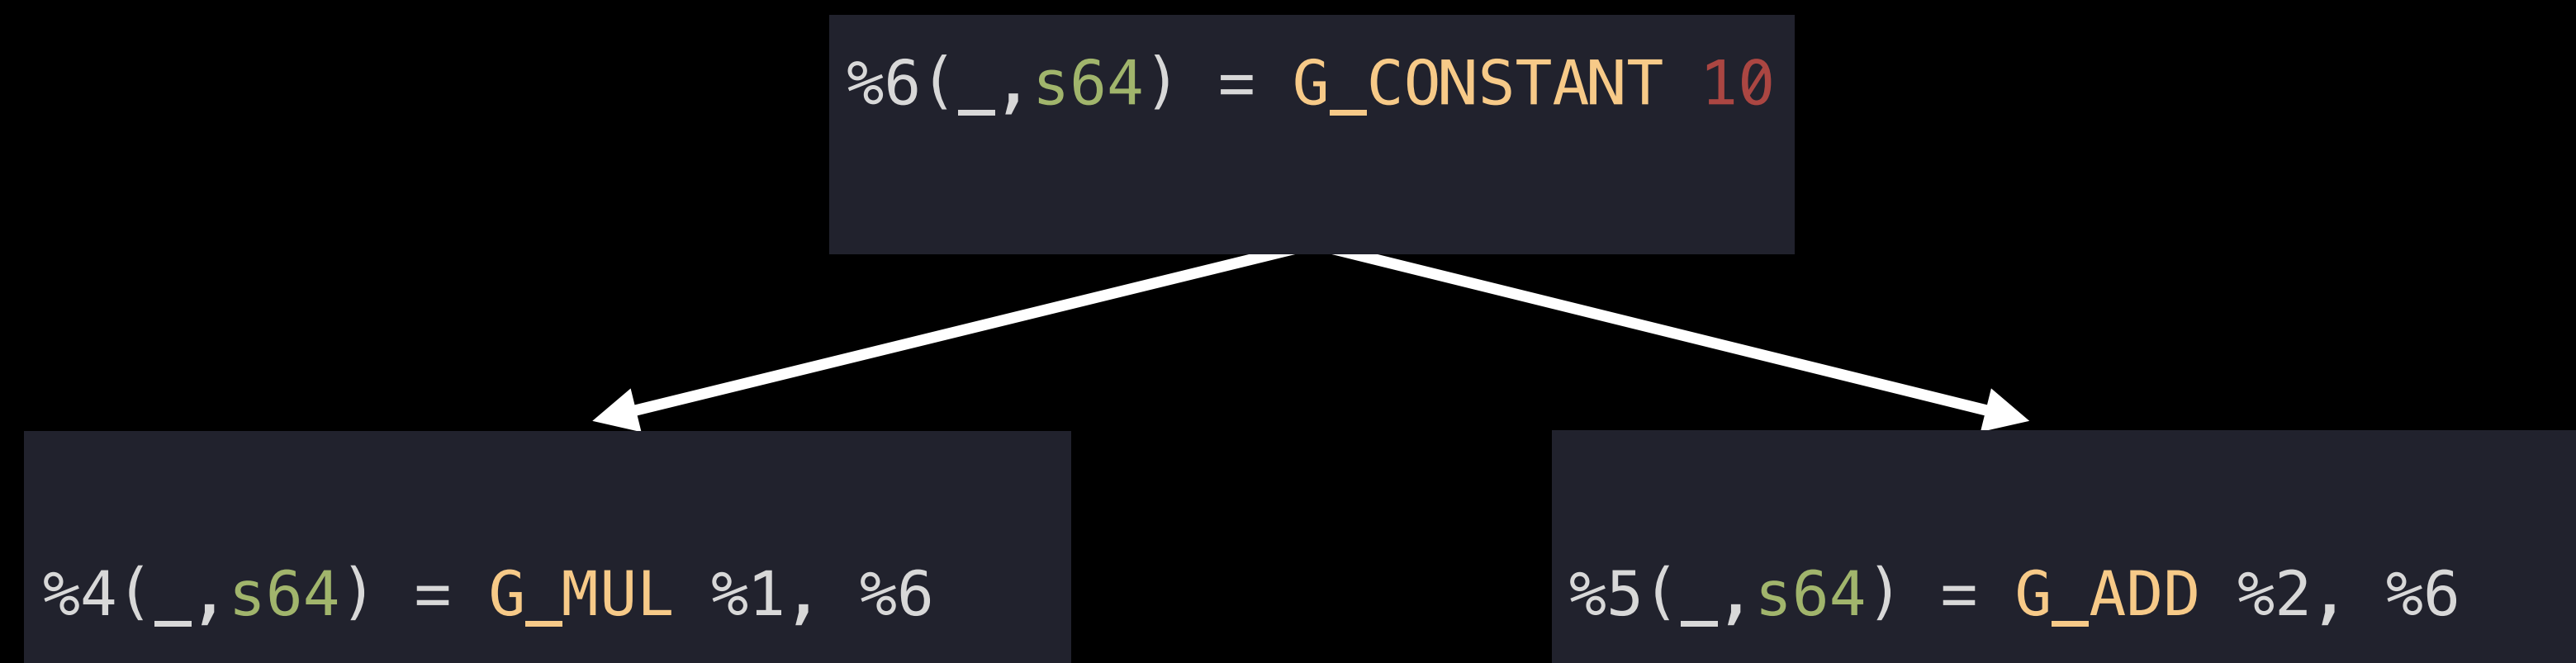 %6(_,s64) = G_CONSTANT 10
%4(_,s64) = G_MUL %1, %6
%5(_,s64) = G_ADD %2, %6